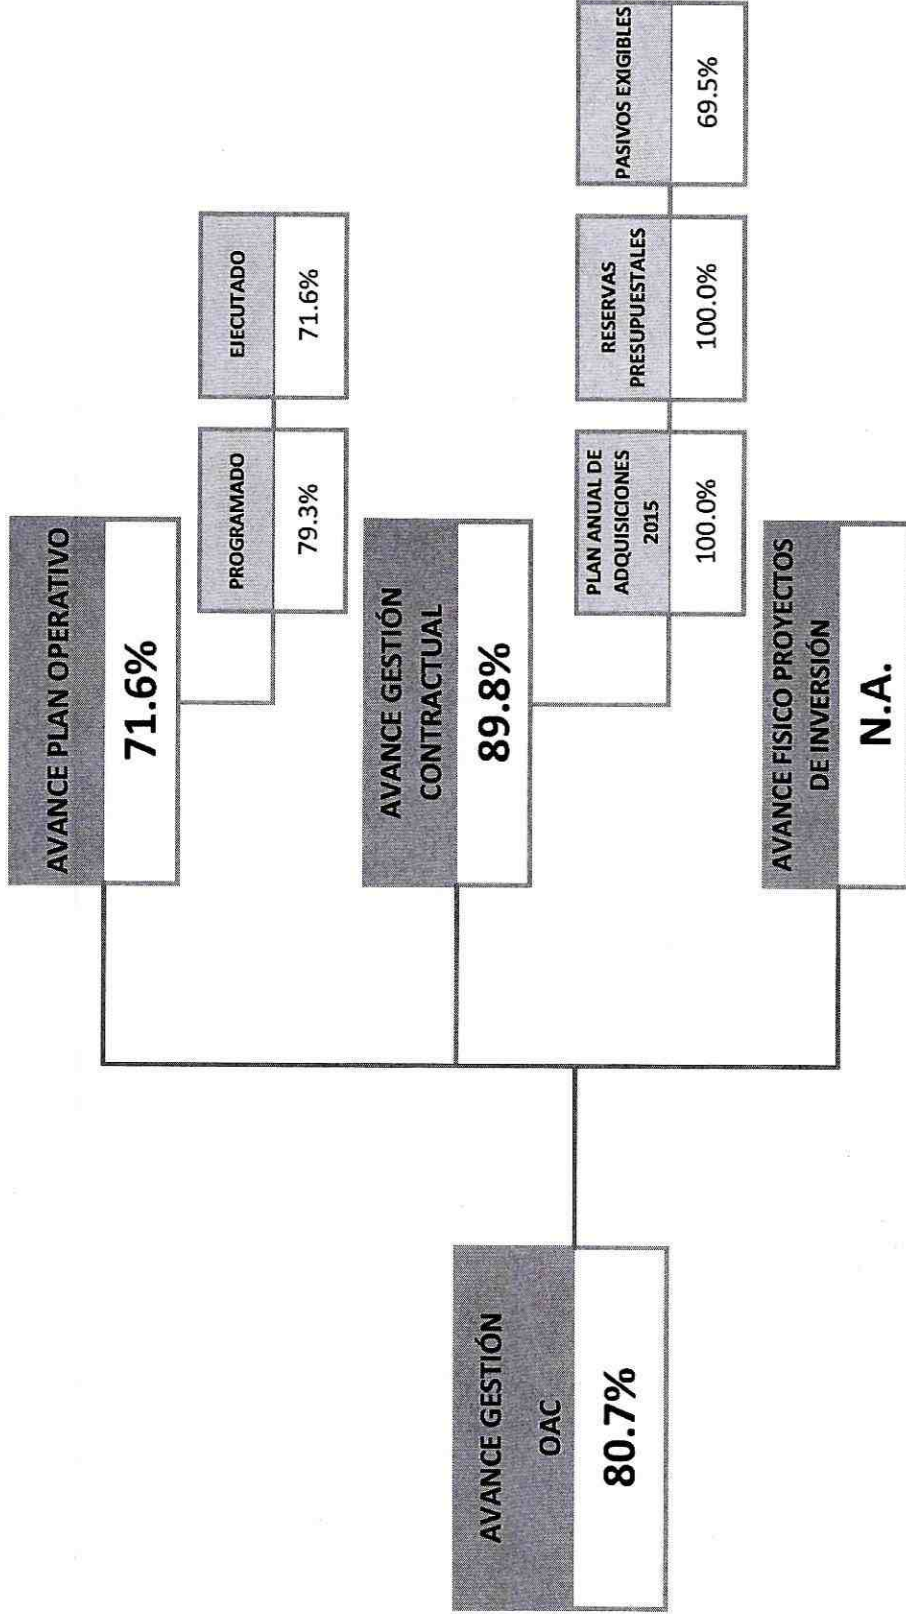 AVANCE GESTIÓN
OAC
80.7%
AVANCE PLAN OPERATIVO
71.6%
PROGRAMADO
79.3%
EJECUTADO
71.6%
AVANCE GESTIÓN
CONTRACTUAL
89.8%
PLAN ANUAL DE
ADQUISICIONES
2015
100.0%
RESERVAS
PRESUPUESTALES
100.0%
PASIVOS EXIGIBLES
69.5%
AVANCE FISICO PROYECTOS
DE INVERSIÓN
N.A.